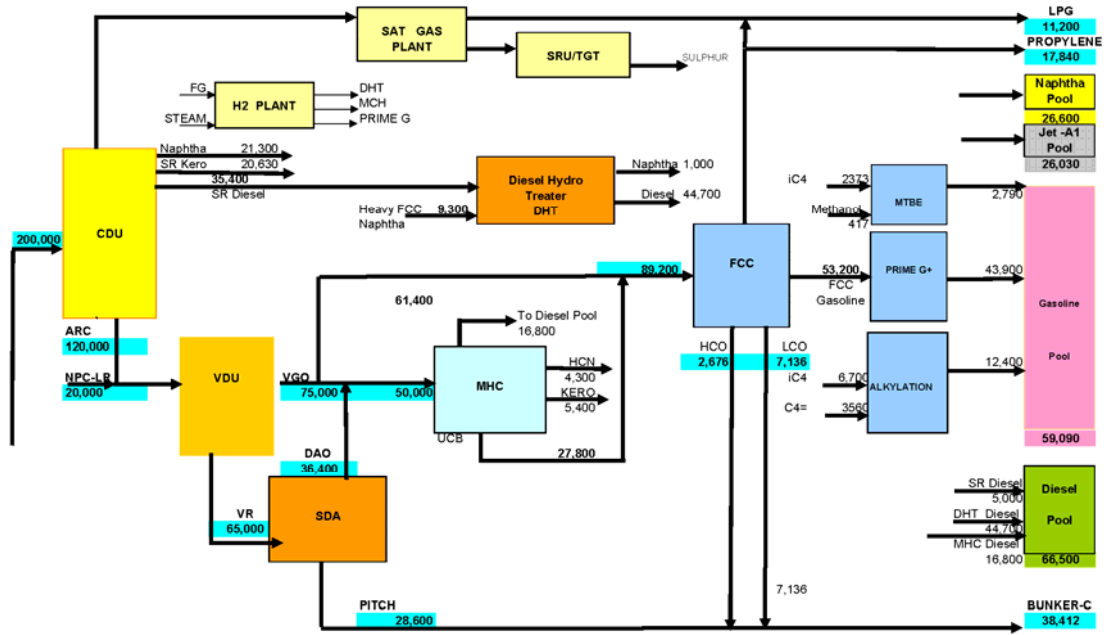 LPG
11,200
SAT GAS
PLANT
PROPYLENE
17,840
SRU/TGT
SULPHUR
FG
DHT
H2 PLANT
MCH
STEAM
PRIME G
Naphtha
Pool
26,600
Jet -A1
Pool
26,030
Naphtha 21,300
SR Kero 20,630
35,400
SR Diesel
CDU
200,000
Diesel Hydro
Treater
DHT
Naphtha 1,000
Diesel 44,700
Heavy FCC 9,300
Naphtha
iC4 2373
Methanol
417
MTBE
2,790
89,200
FCC
53,200
FCC
Gasoline
PRIME G+
43,900
Gasoline
Pool
59,090
61,400
To Diesel Pool
16,800
ARC
120,000
NPC-LR
20,000
VDU
VGO
75,000 50,000
MHC
HCN
4,300
KERO
5,400
UCB
27,800
HCO
2,676
LCO
7,136
iC4 6,700
C4= 3560
ALKYLATION
12,400
DAO
36,400
VR
65,000
SDA
SR Diesel
5,000
DHT Diesel
44,700
MHC Diesel
16,800
Diesel
Pool
66,500
7,136
PITCH
28,600
BUNKER-C
38,412